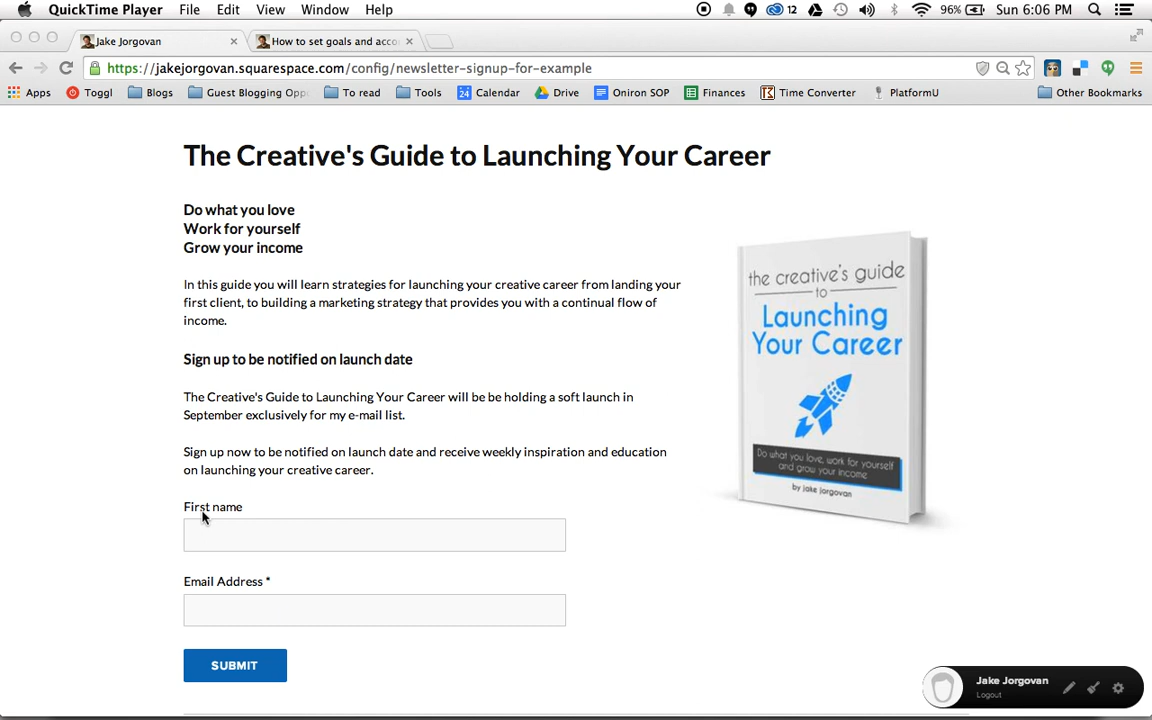 QuickTime Player File Edit View Window Help 12 96% Sun 6:06 PM
Jake Jorgovan × How to set goals and acco ×
https://jakejorgovan.squarespace.com/config/newsletter-signup-for-example
Apps Toggl Blogs Guest Blogging Oppo To read Tools 24 Calendar Drive Oniron SOP Finances Time Converter PlatformU Other Bookmarks
The Creative's Guide to Launching Your Career
Do what you love
Work for yourself
Grow your income
In this guide you will learn strategies for launching your creative career from landing your
first client, to building a marketing strategy that provides you with a continual flow of
income.
Sign up to be notified on launch date
The Creative's Guide to Launching Your Career will be be holding a soft launch in
September exclusively for my e-mail list.
Sign up now to be notified on launch date and receive weekly inspiration and education
on launching your creative career.
First name
Email Address *
SUBMIT
the creative's guide
to
Launching
Your Career
Do what you love, work for yourself
and grow your income
by jake jorgovan
Jake Jorgovan
Logout